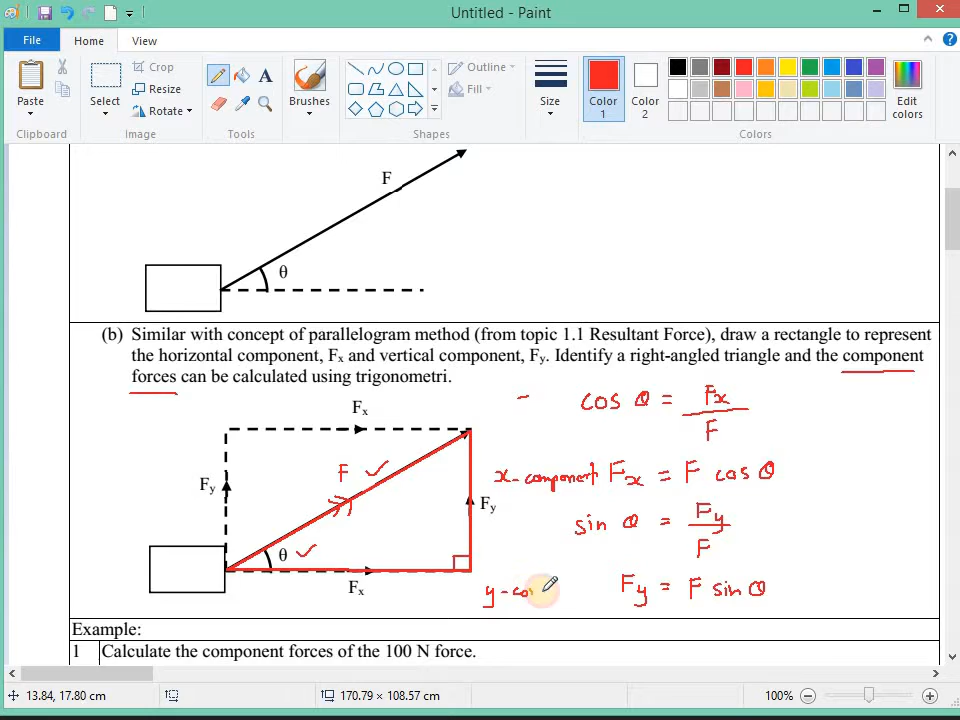 Untitled - Paint
File Home View
Paste
Clipboard
Select
Crop
Resize
Rotate
Image
A
Tools
Brushes
Shapes
Outline
Fill
Size
Color 1
Color 2
Edit colors
Colors
F
θ
(b) Similar with concept of parallelogram method (from topic 1.1 Resultant Force), draw a rectangle to represent
the horizontal component, Fx and vertical component, Fy. Identify a right-angled triangle and the component
forces can be calculated using trigonometri.
Fx
cos θ = Fx / F
F
Fy
x-component Fx = F cos θ
Fy
sin θ = Fy / F
θ
Fx
y-co
Fy = F sin θ
Example:
1 Calculate the component forces of the 100 N force.
13.84, 17.80 cm
170.79 × 108.57 cm
100%